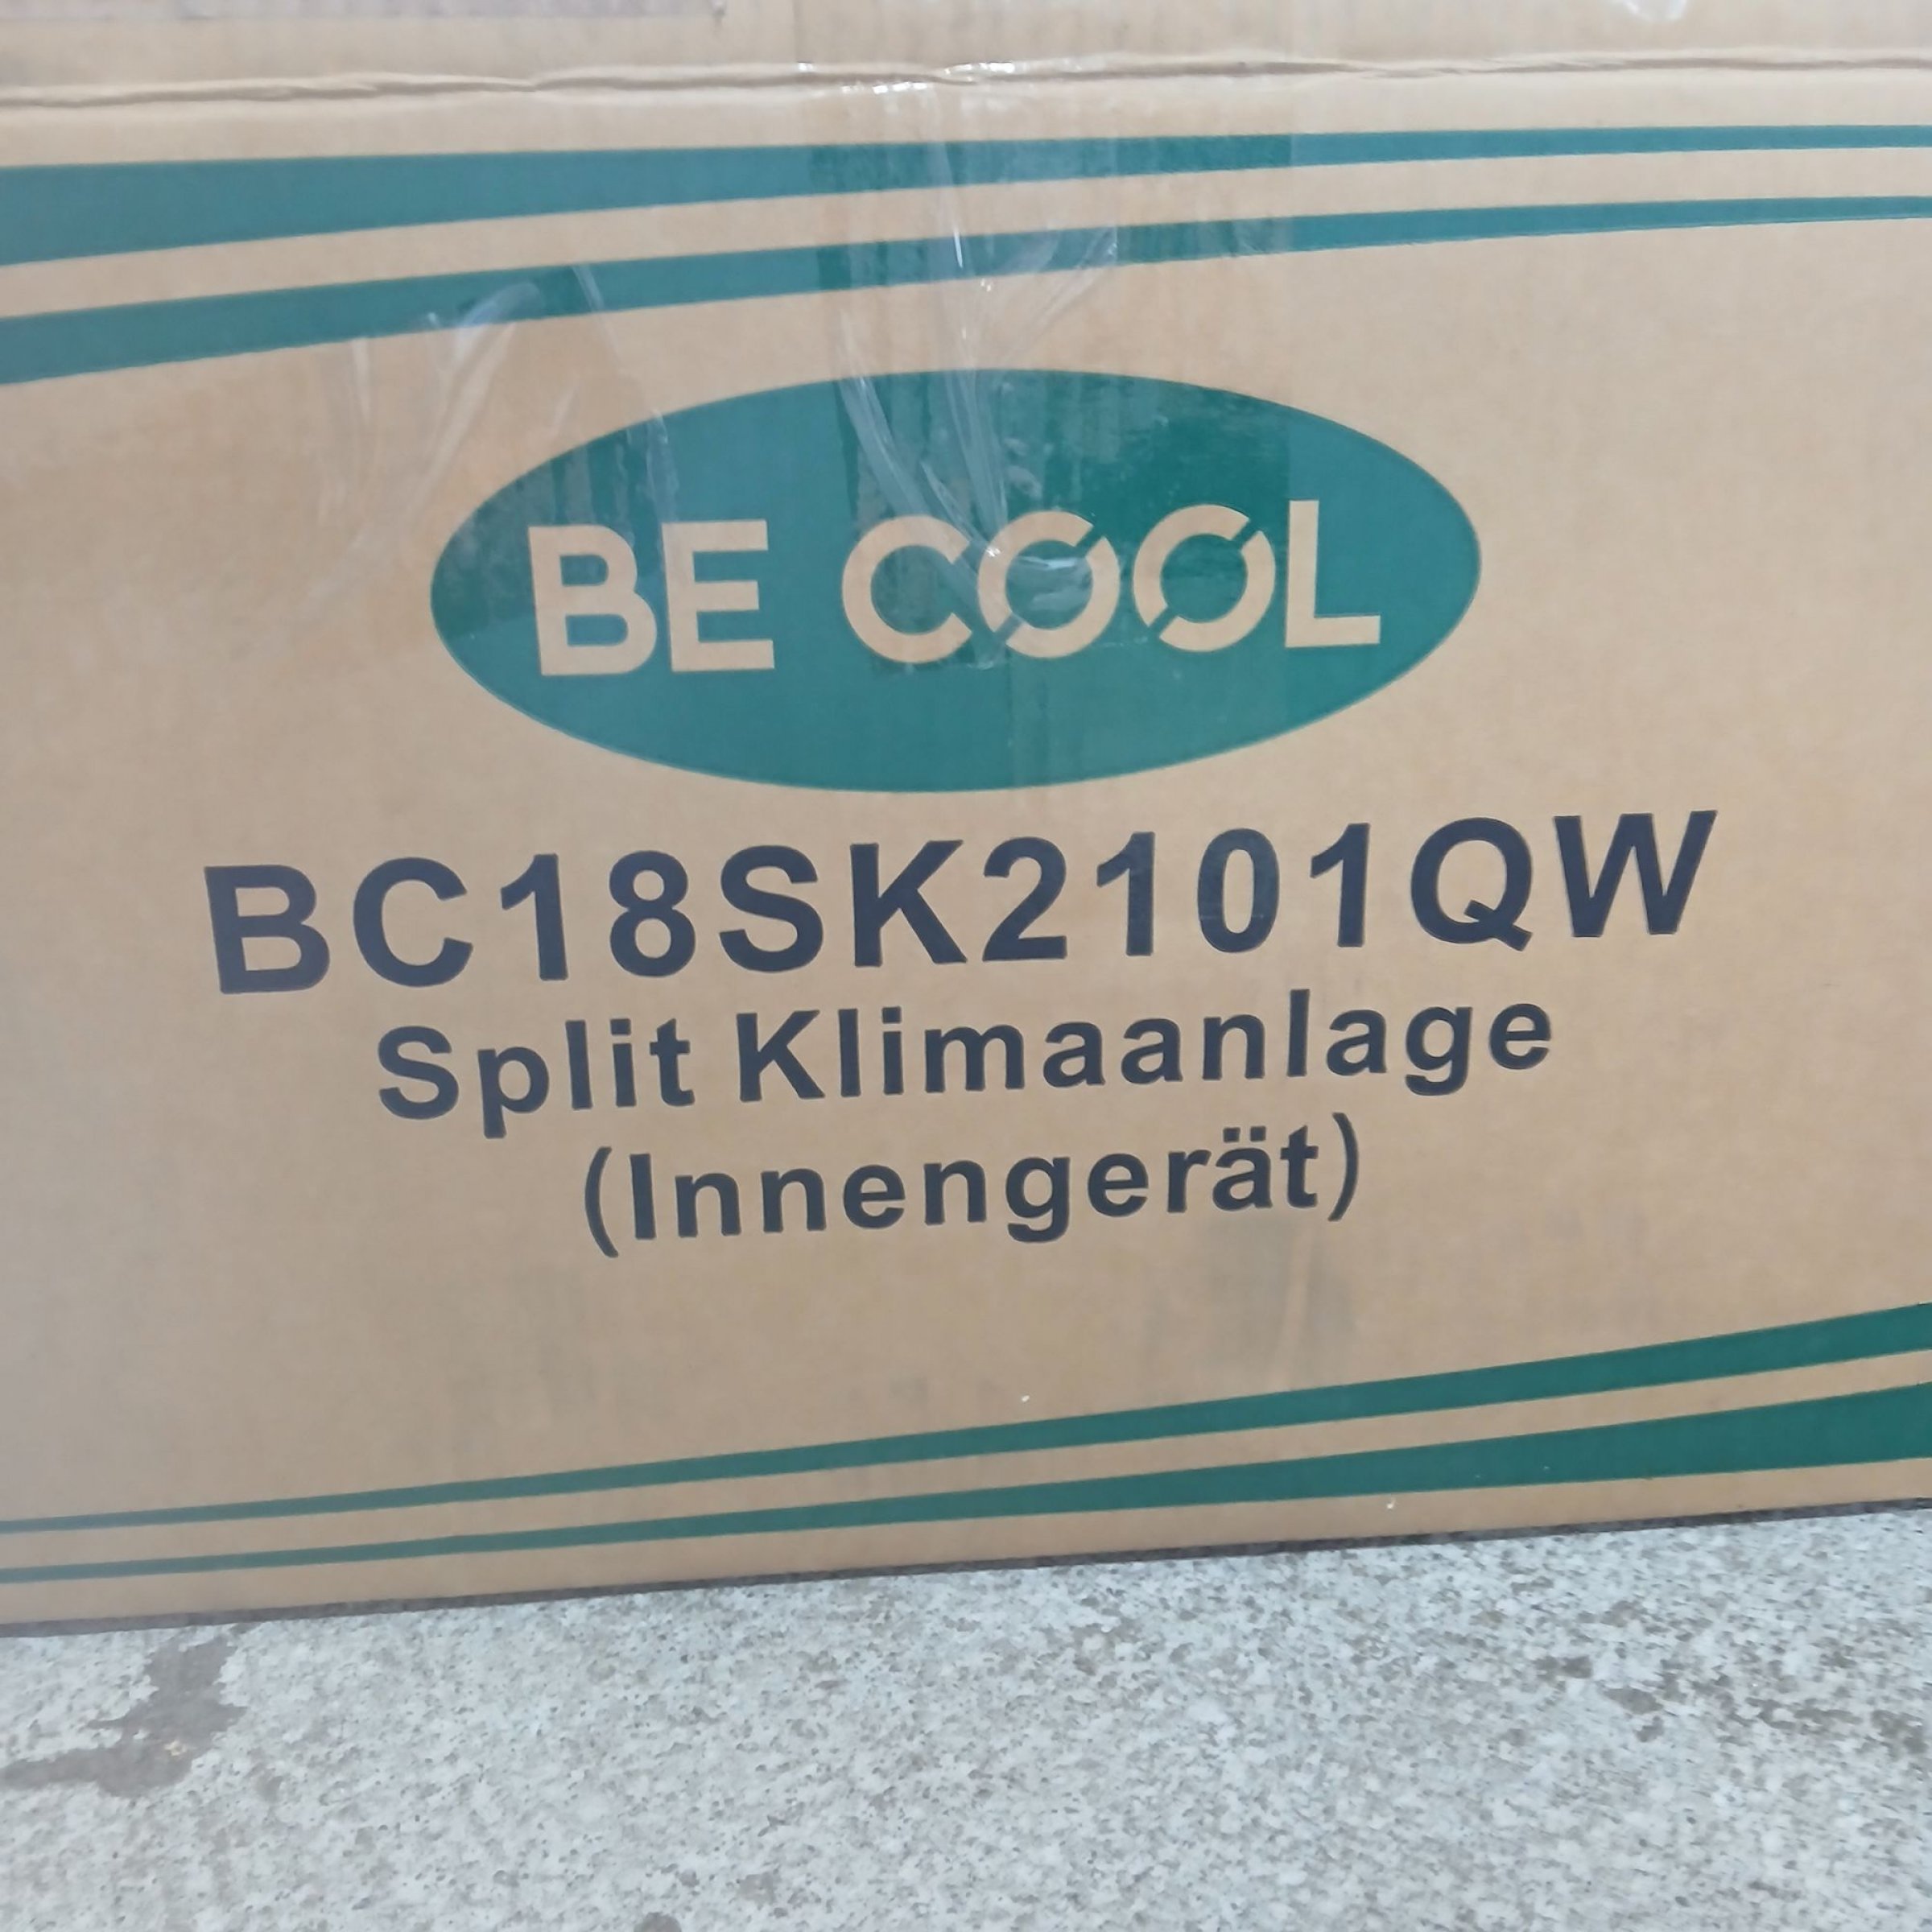 BE COOL
BC18SK2101QW
Split Klimaanlage
(Innengerät)